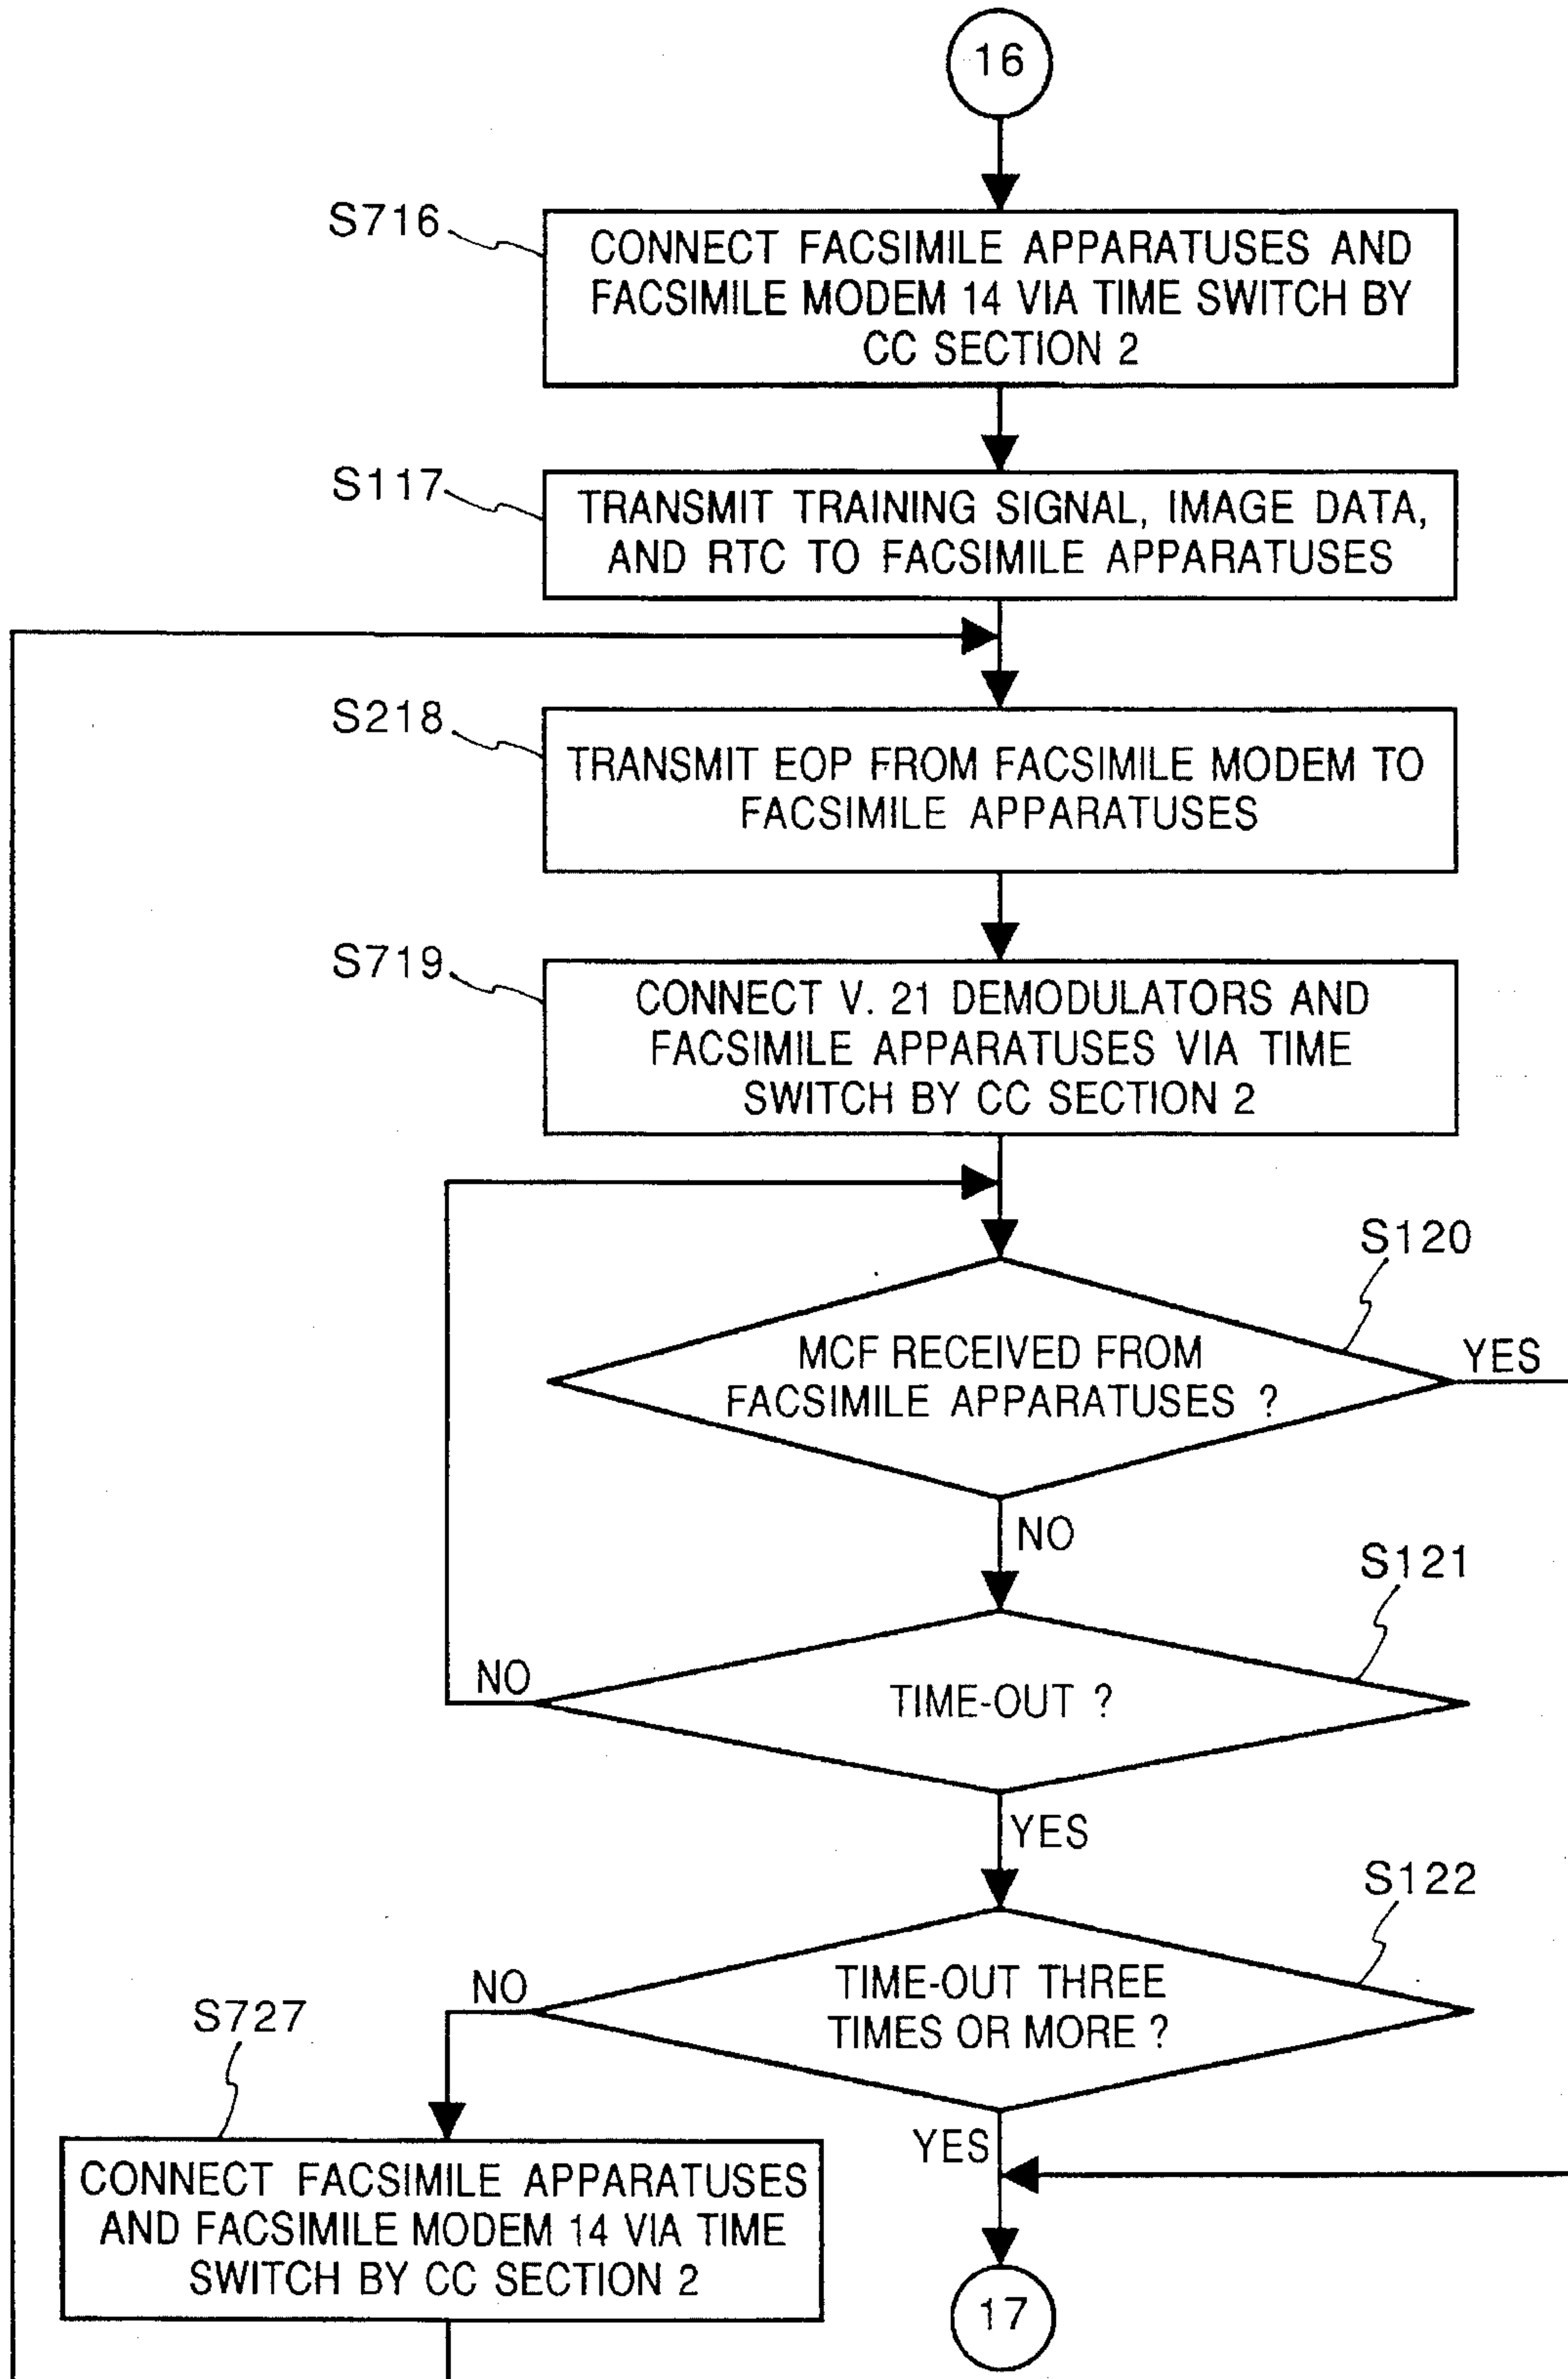 16
S716
CONNECT FACSIMILE APPARATUSES AND
FACSIMILE MODEM 14 VIA TIME SWITCH BY
CC SECTION 2
S117
TRANSMIT TRAINING SIGNAL, IMAGE DATA,
AND RTC TO FACSIMILE APPARATUSES
S218
TRANSMIT EOP FROM FACSIMILE MODEM TO
FACSIMILE APPARATUSES
S719
CONNECT V. 21 DEMODULATORS AND
FACSIMILE APPARATUSES VIA TIME
SWITCH BY CC SECTION 2
S120
MCF RECEIVED FROM
FACSIMILE APPARATUSES ?
YES
NO
S121
TIME-OUT ?
NO
YES
S122
TIME-OUT THREE
TIMES OR MORE ?
NO
S727
YES
CONNECT FACSIMILE APPARATUSES
AND FACSIMILE MODEM 14 VIA TIME
SWITCH BY CC SECTION 2
17